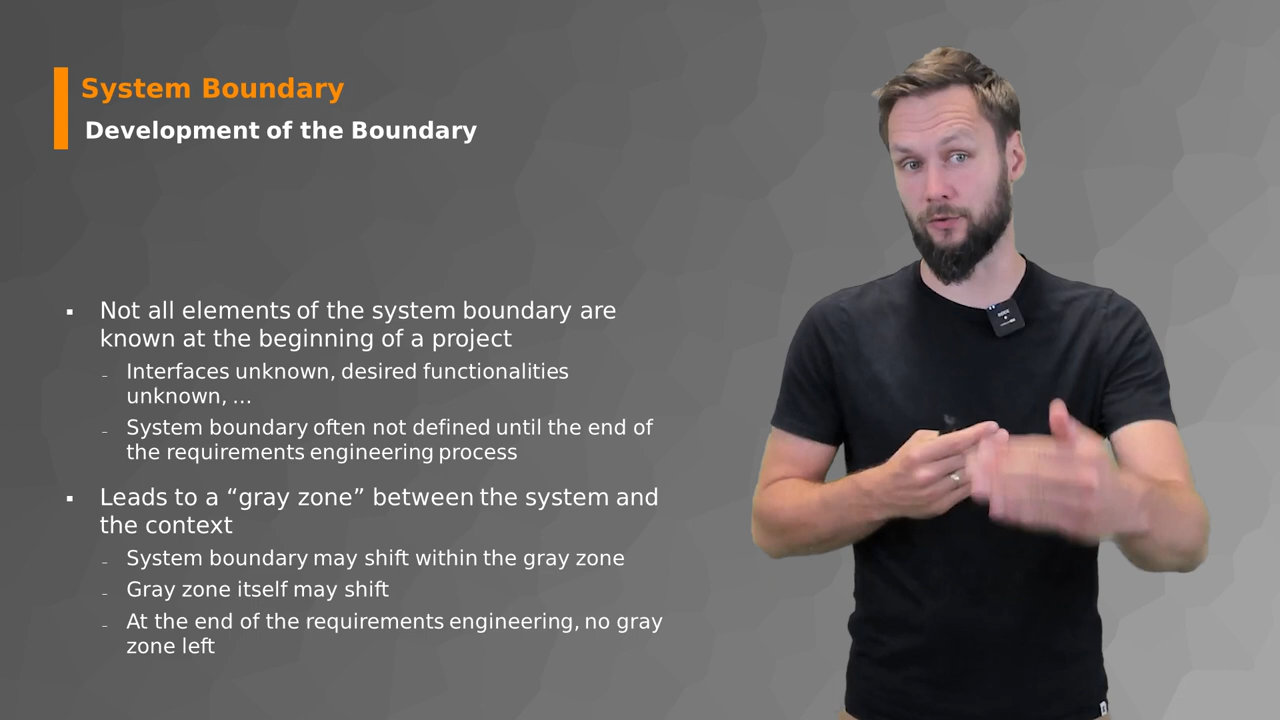 System Boundary
Development of the Boundary
▪ Not all elements of the system boundary are
known at the beginning of a project
– Interfaces unknown, desired functionalities
unknown, ...
– System boundary often not defined until the end of
the requirements engineering process
▪ Leads to a “gray zone” between the system and
the context
– System boundary may shift within the gray zone
– Gray zone itself may shift
– At the end of the requirements engineering, no gray
zone left